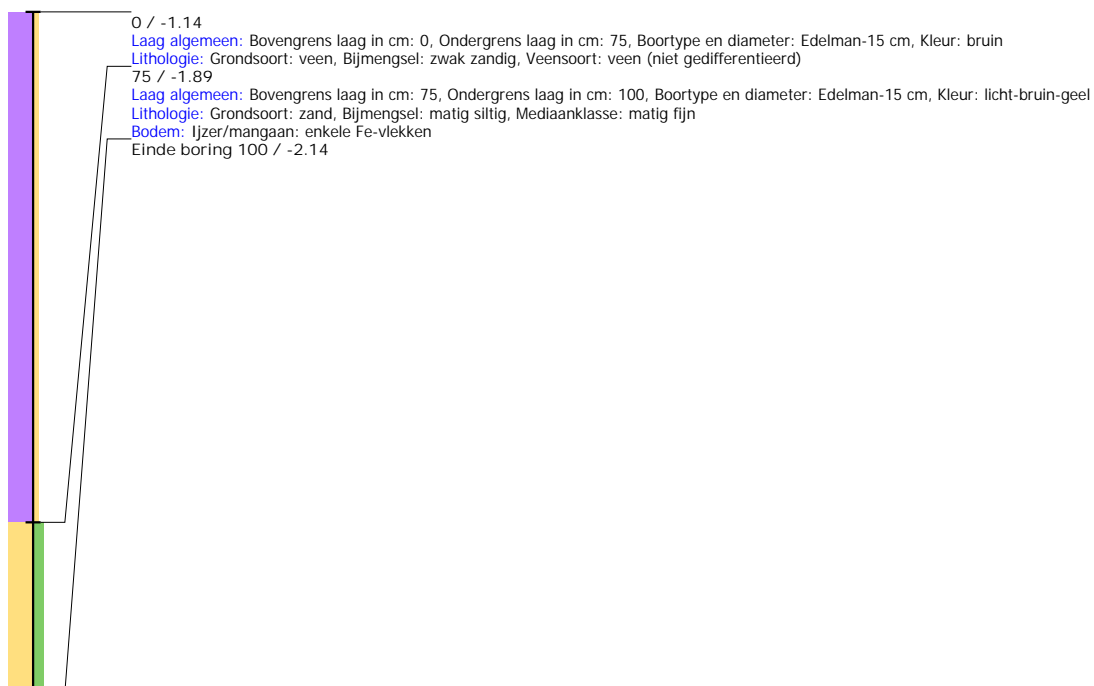 0 / -1.14
Laag algemeen: Bovengrens laag in cm: 0, Ondergrens laag in cm: 75, Boortype en diameter: Edelman-15 cm, Kleur: bruin
Lithologie: Grondsoort: veen, Bijmengsel: zwak zandig, Veensoort: veen (niet gedifferentieerd)
75 / -1.89
Laag algemeen: Bovengrens laag in cm: 75, Ondergrens laag in cm: 100, Boortype en diameter: Edelman-15 cm, Kleur: licht-bruin-geel
Lithologie: Grondsoort: zand, Bijmengsel: matig siltig, Mediaanklasse: matig fijn
Bodem: Ijzer/mangaan: enkele Fe-vlekken
Einde boring 100 / -2.14